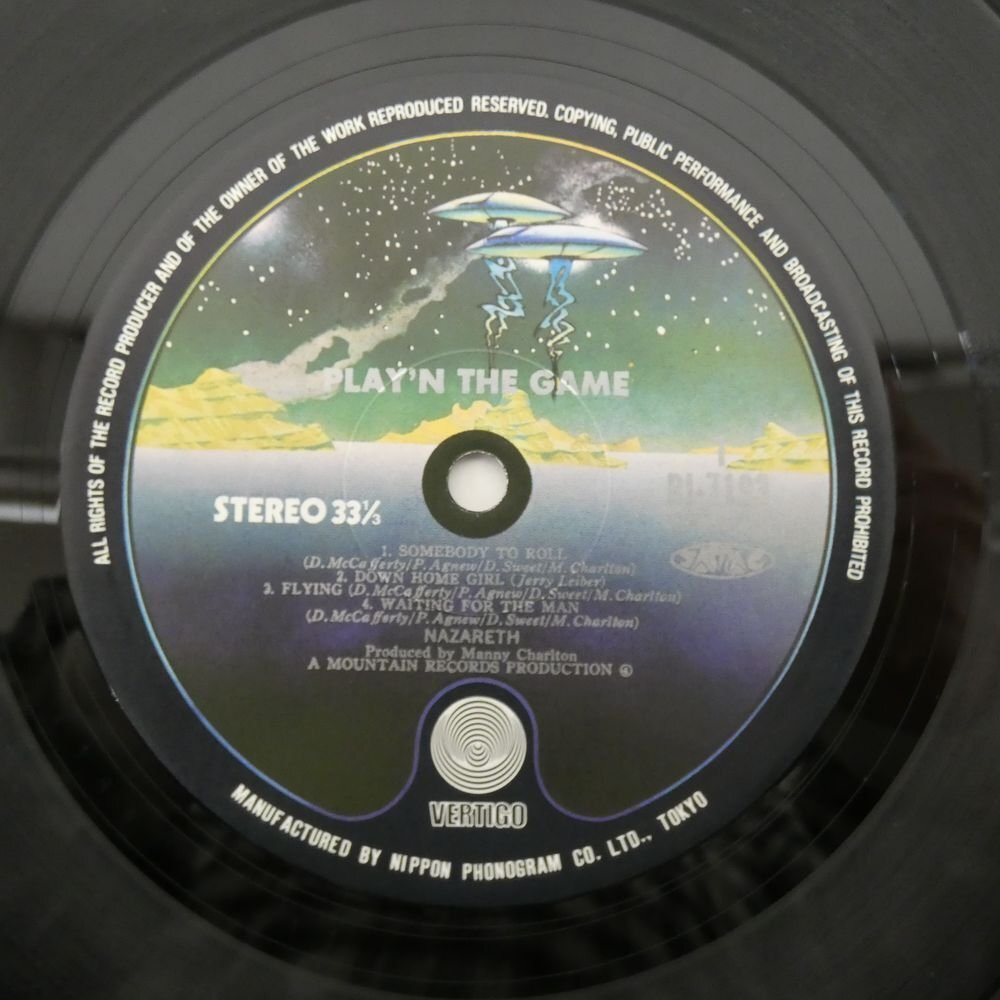 ALL RIGHTS OF THE RECORD PRODUCER AND OF THE OWNER OF THE WORK REPRODUCED RESERVED. COPYING, PUBLIC PERFORMANCE AND BROADCASTING OF THIS RECORD PROHIBITED
PLAY'N THE GAME
STEREO 33⅓
1. SOMEBODY TO ROLL
(D. McCafferty/P. Agnew/D. Sweet/M. Charlton)
2. DOWN HOME GIRL (Jerry Leiber)
3. FLYING (D. McCafferty/P. Agnew/D. Sweet/M. Charlton)
4. WAITING FOR THE MAN
(D. McCafferty/P. Agnew/D. Sweet/M. Charlton)
NAZARETH
Produced by Manny Charlton
A MOUNTAIN RECORDS PRODUCTION
VERTIGO
MANUFACTURED BY NIPPON PHONOGRAM CO. LTD., TOKYO